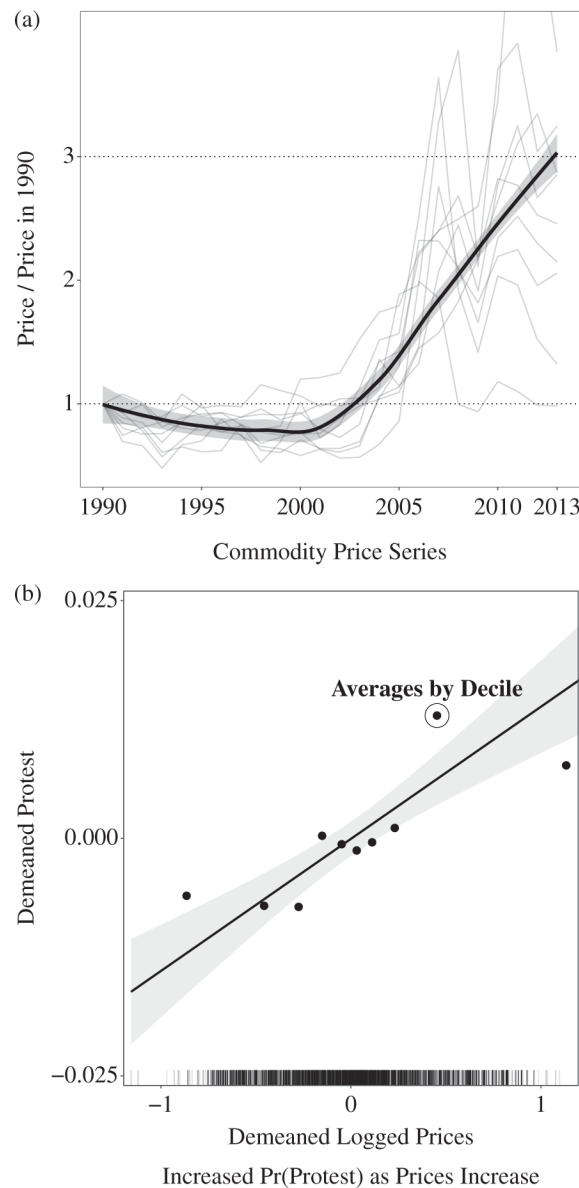 (a)
Price / Price in 1990
3
2
1
1990 1995 2000 2005 2010 2013
Commodity Price Series
(b)
Demeaned Protest
0.025
0.000
−0.025
Averages by Decile
−1 0 1
Demeaned Logged Prices
Increased Pr(Protest) as Prices Increase